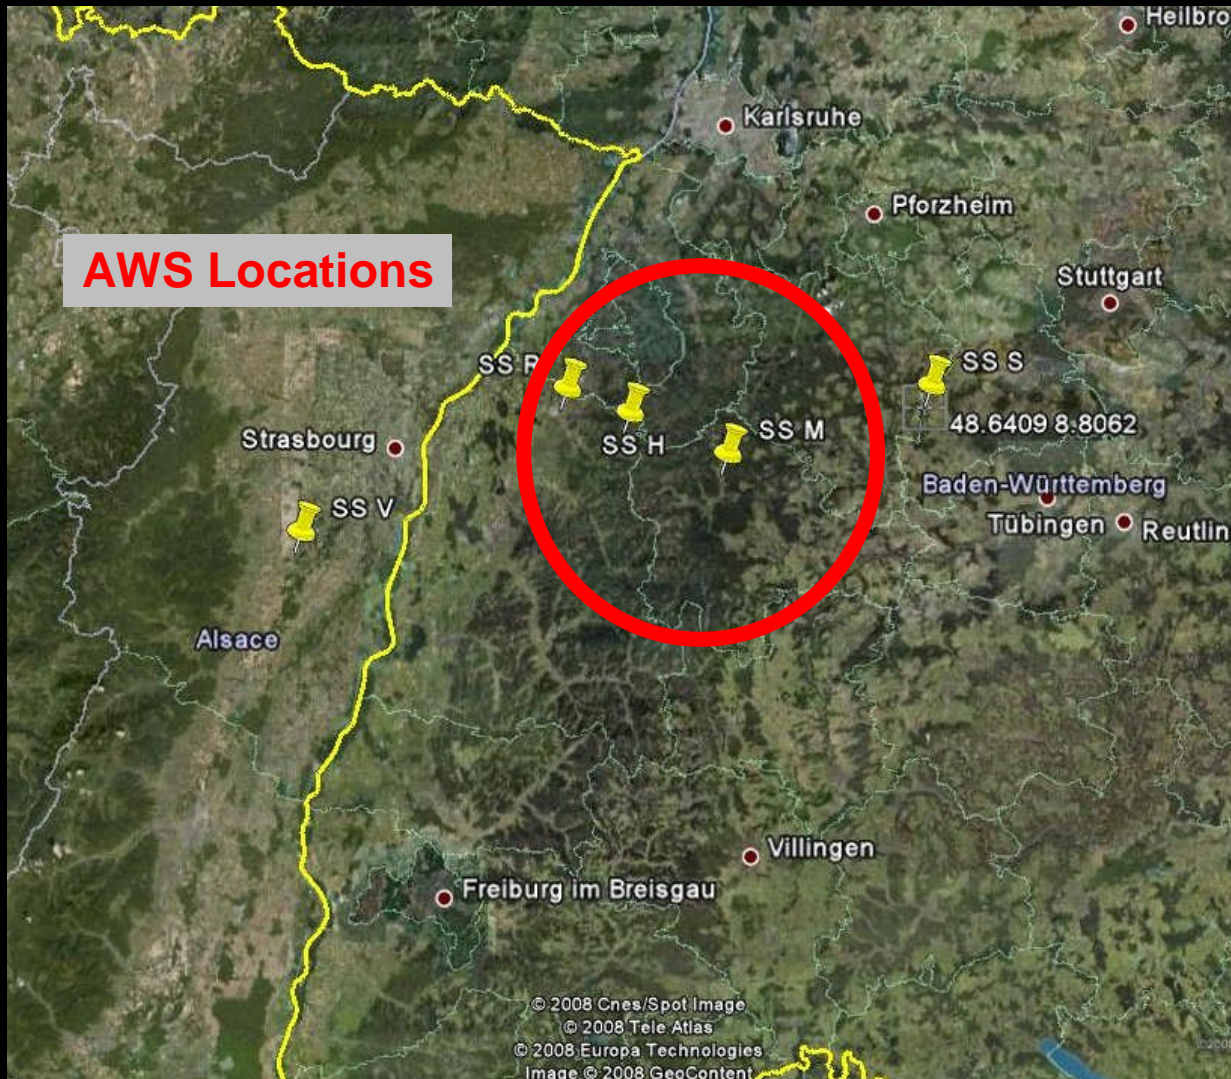 Heilbro
Karlsruhe
Pforzheim
AWS Locations
Stuttgart
SS R
SS S
SS H
SS M
48.6409 8.8062
Strasbourg
Baden-Württemberg
SS V
Tübingen
Reutlin
Alsace
Villingen
Freiburg im Breisgau
© 2008 Cnes/Spot Image
© 2008 Tele Atlas
© 2008 Europa Technologies
Image © 2008 GeoContent